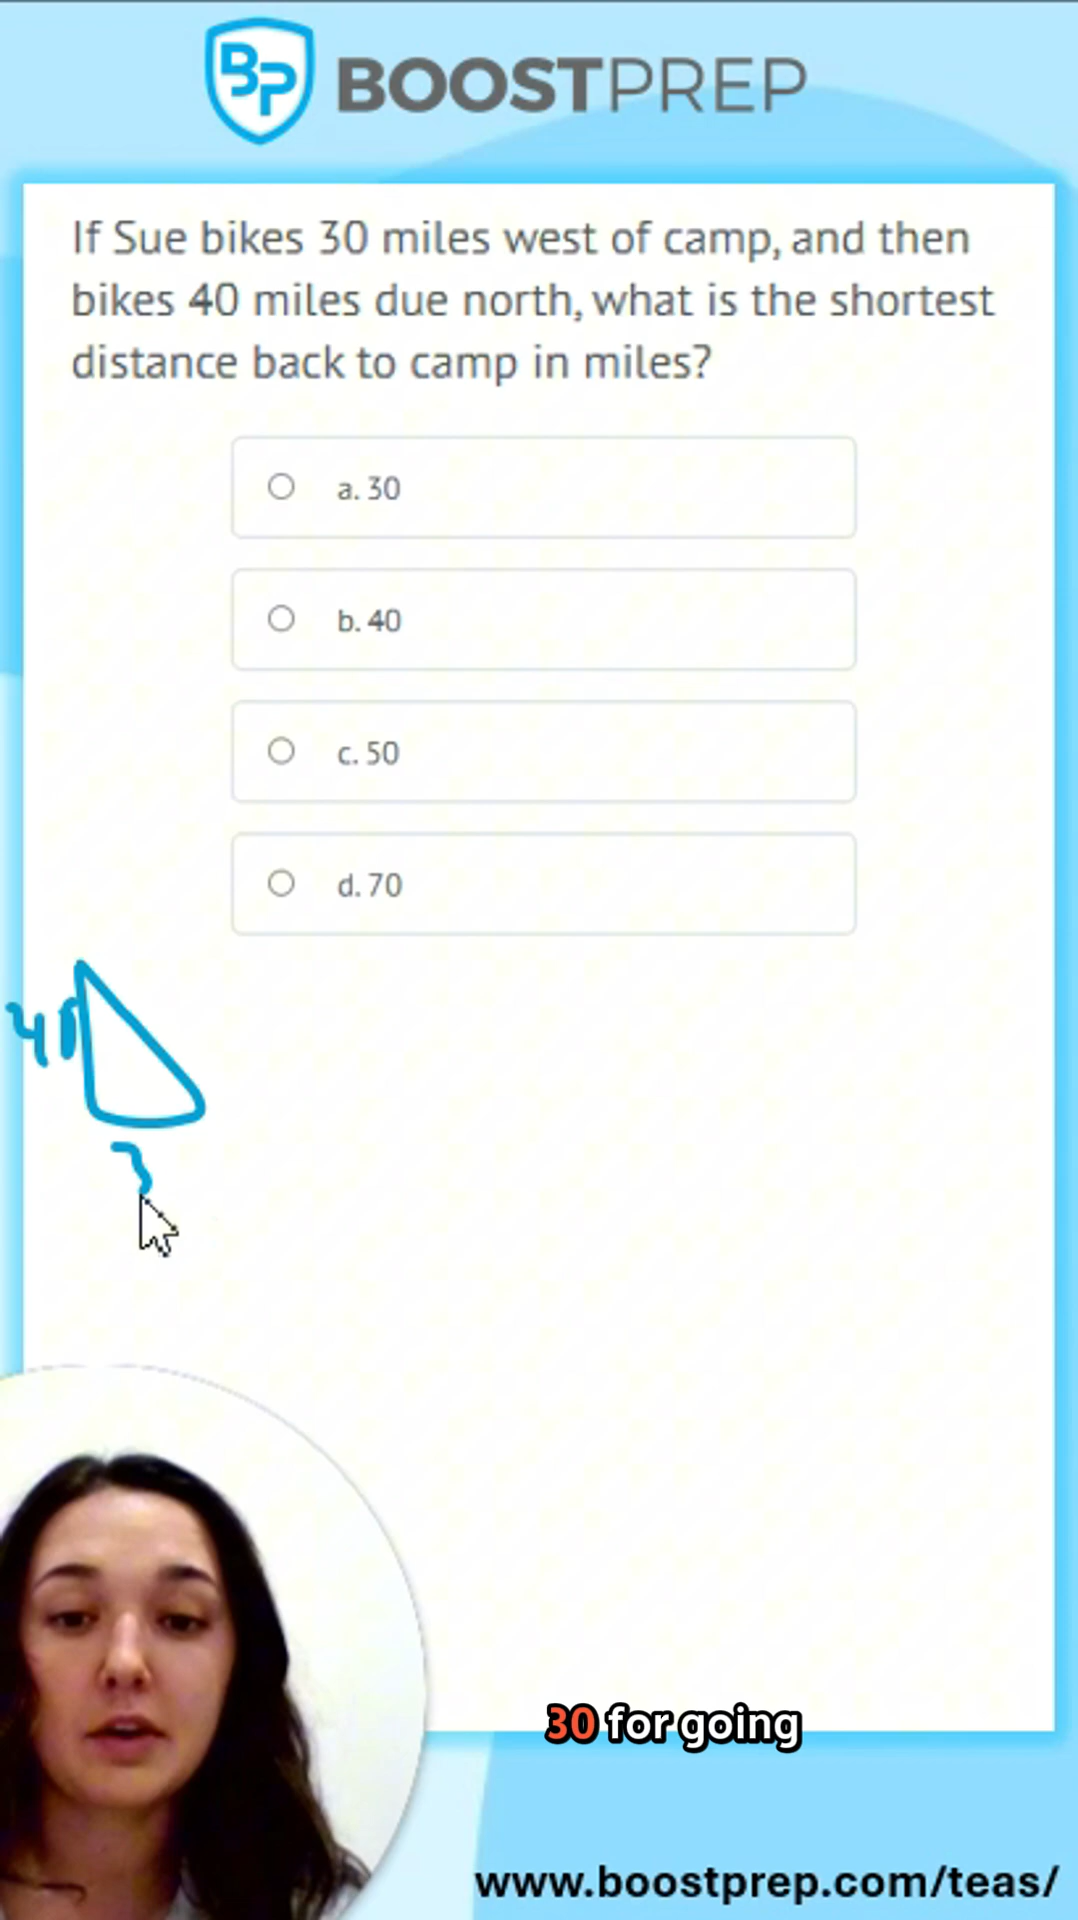 BP BOOSTPREP
If Sue bikes 30 miles west of camp, and then
bikes 40 miles due north, what is the shortest
distance back to camp in miles?
a. 30
b. 40
c. 50
d. 70
40
3
30 for going
www.boostprep.com/teas/